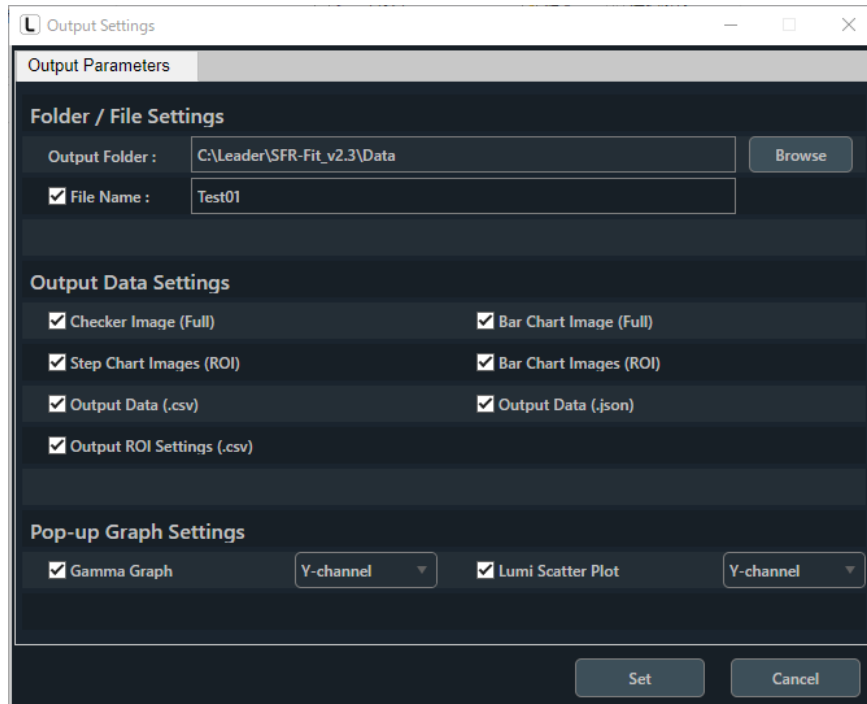 L Output Settings
Output Parameters
Folder / File Settings
Output Folder : C:\Leader\SFR-Fit_v2.3\Data Browse
File Name : Test01
Output Data Settings
Checker Image (Full) Bar Chart Image (Full)
Step Chart Images (ROI) Bar Chart Images (ROI)
Output Data (.csv) Output Data (.json)
Output ROI Settings (.csv)
Pop-up Graph Settings
Gamma Graph Y-channel Lumi Scatter Plot Y-channel
Set Cancel